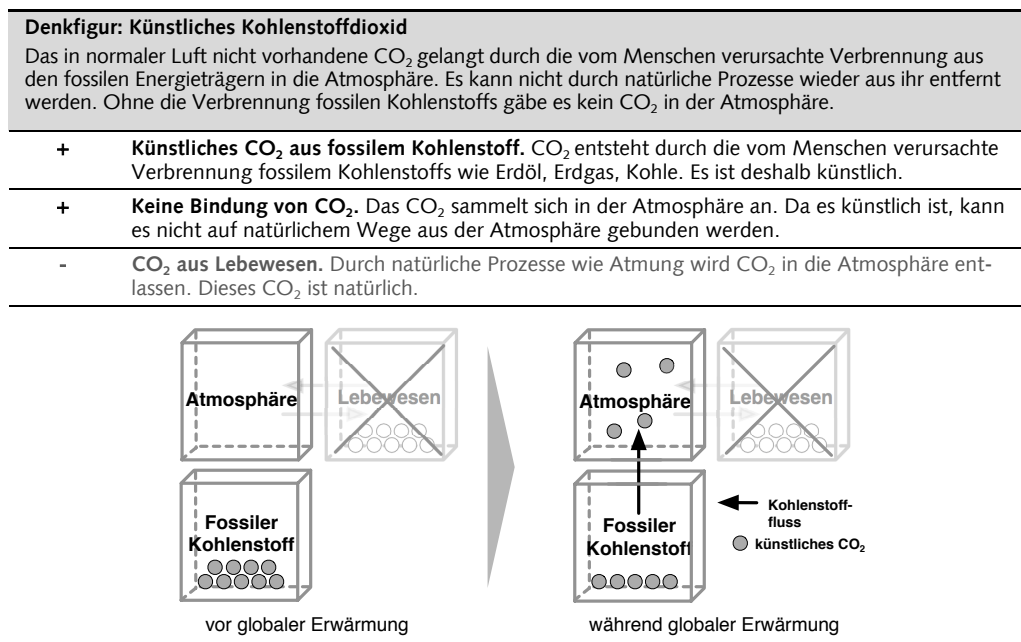 Denkfigur: Künstliches Kohlenstoffdioxid
Das in normaler Luft nicht vorhandene CO₂ gelangt durch die vom Menschen verursachte Verbrennung aus
den fossilen Energieträgern in die Atmosphäre. Es kann nicht durch natürliche Prozesse wieder aus ihr entfernt
werden. Ohne die Verbrennung fossilen Kohlenstoffs gäbe es kein CO₂ in der Atmosphäre.
+ Künstliches CO₂ aus fossilem Kohlenstoff. CO₂ entsteht durch die vom Menschen verursachte
Verbrennung fossilem Kohlenstoffs wie Erdöl, Erdgas, Kohle. Es ist deshalb künstlich.
+ Keine Bindung von CO₂. Das CO₂ sammelt sich in der Atmosphäre an. Da es künstlich ist, kann
es nicht auf natürlichem Wege aus der Atmosphäre gebunden werden.
- CO₂ aus Lebewesen. Durch natürliche Prozesse wie Atmung wird CO₂ in die Atmosphäre ent-
lassen. Dieses CO₂ ist natürlich.
Atmosphäre
Lebewesen
Fossiler
Kohlenstoff
vor globaler Erwärmung
Atmosphäre
Lebewesen
Fossiler
Kohlenstoff
Kohlenstoff-
fluss
künstliches CO₂
während globaler Erwärmung